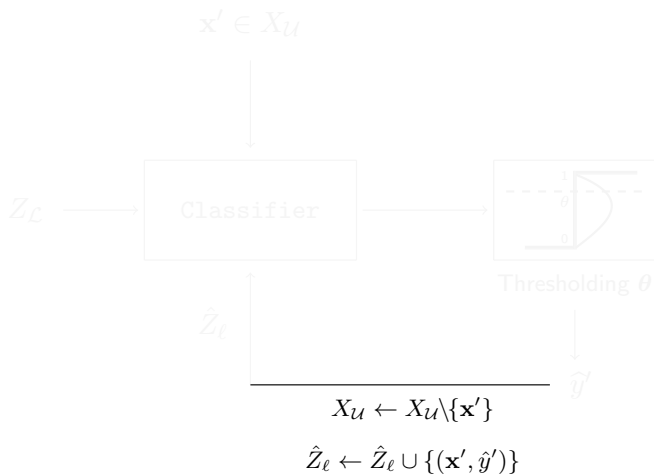 𝐱′ ∈ X_𝒰
Z_ℒ
Classifier
1
θ
0
Thresholding θ
Ẑ_ℓ
ŷ′
X_𝒰 ← X_𝒰\{𝐱′}
Ẑ_ℓ ← Ẑ_ℓ ∪ {(𝐱′, ŷ′)}